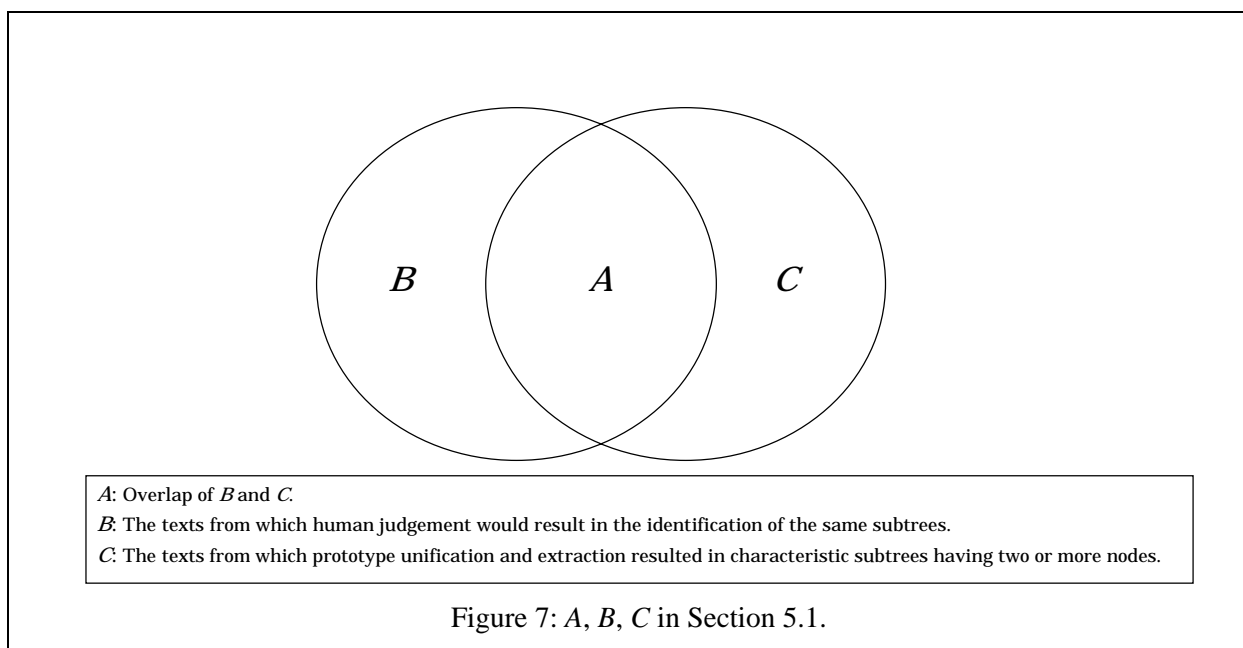 B A C
A: Overlap of B and C.
B: The texts from which human judgement would result in the identification of the same subtrees.
C: The texts from which prototype unification and extraction resulted in characteristic subtrees having two or more nodes.
Figure 7: A, B, C in Section 5.1.